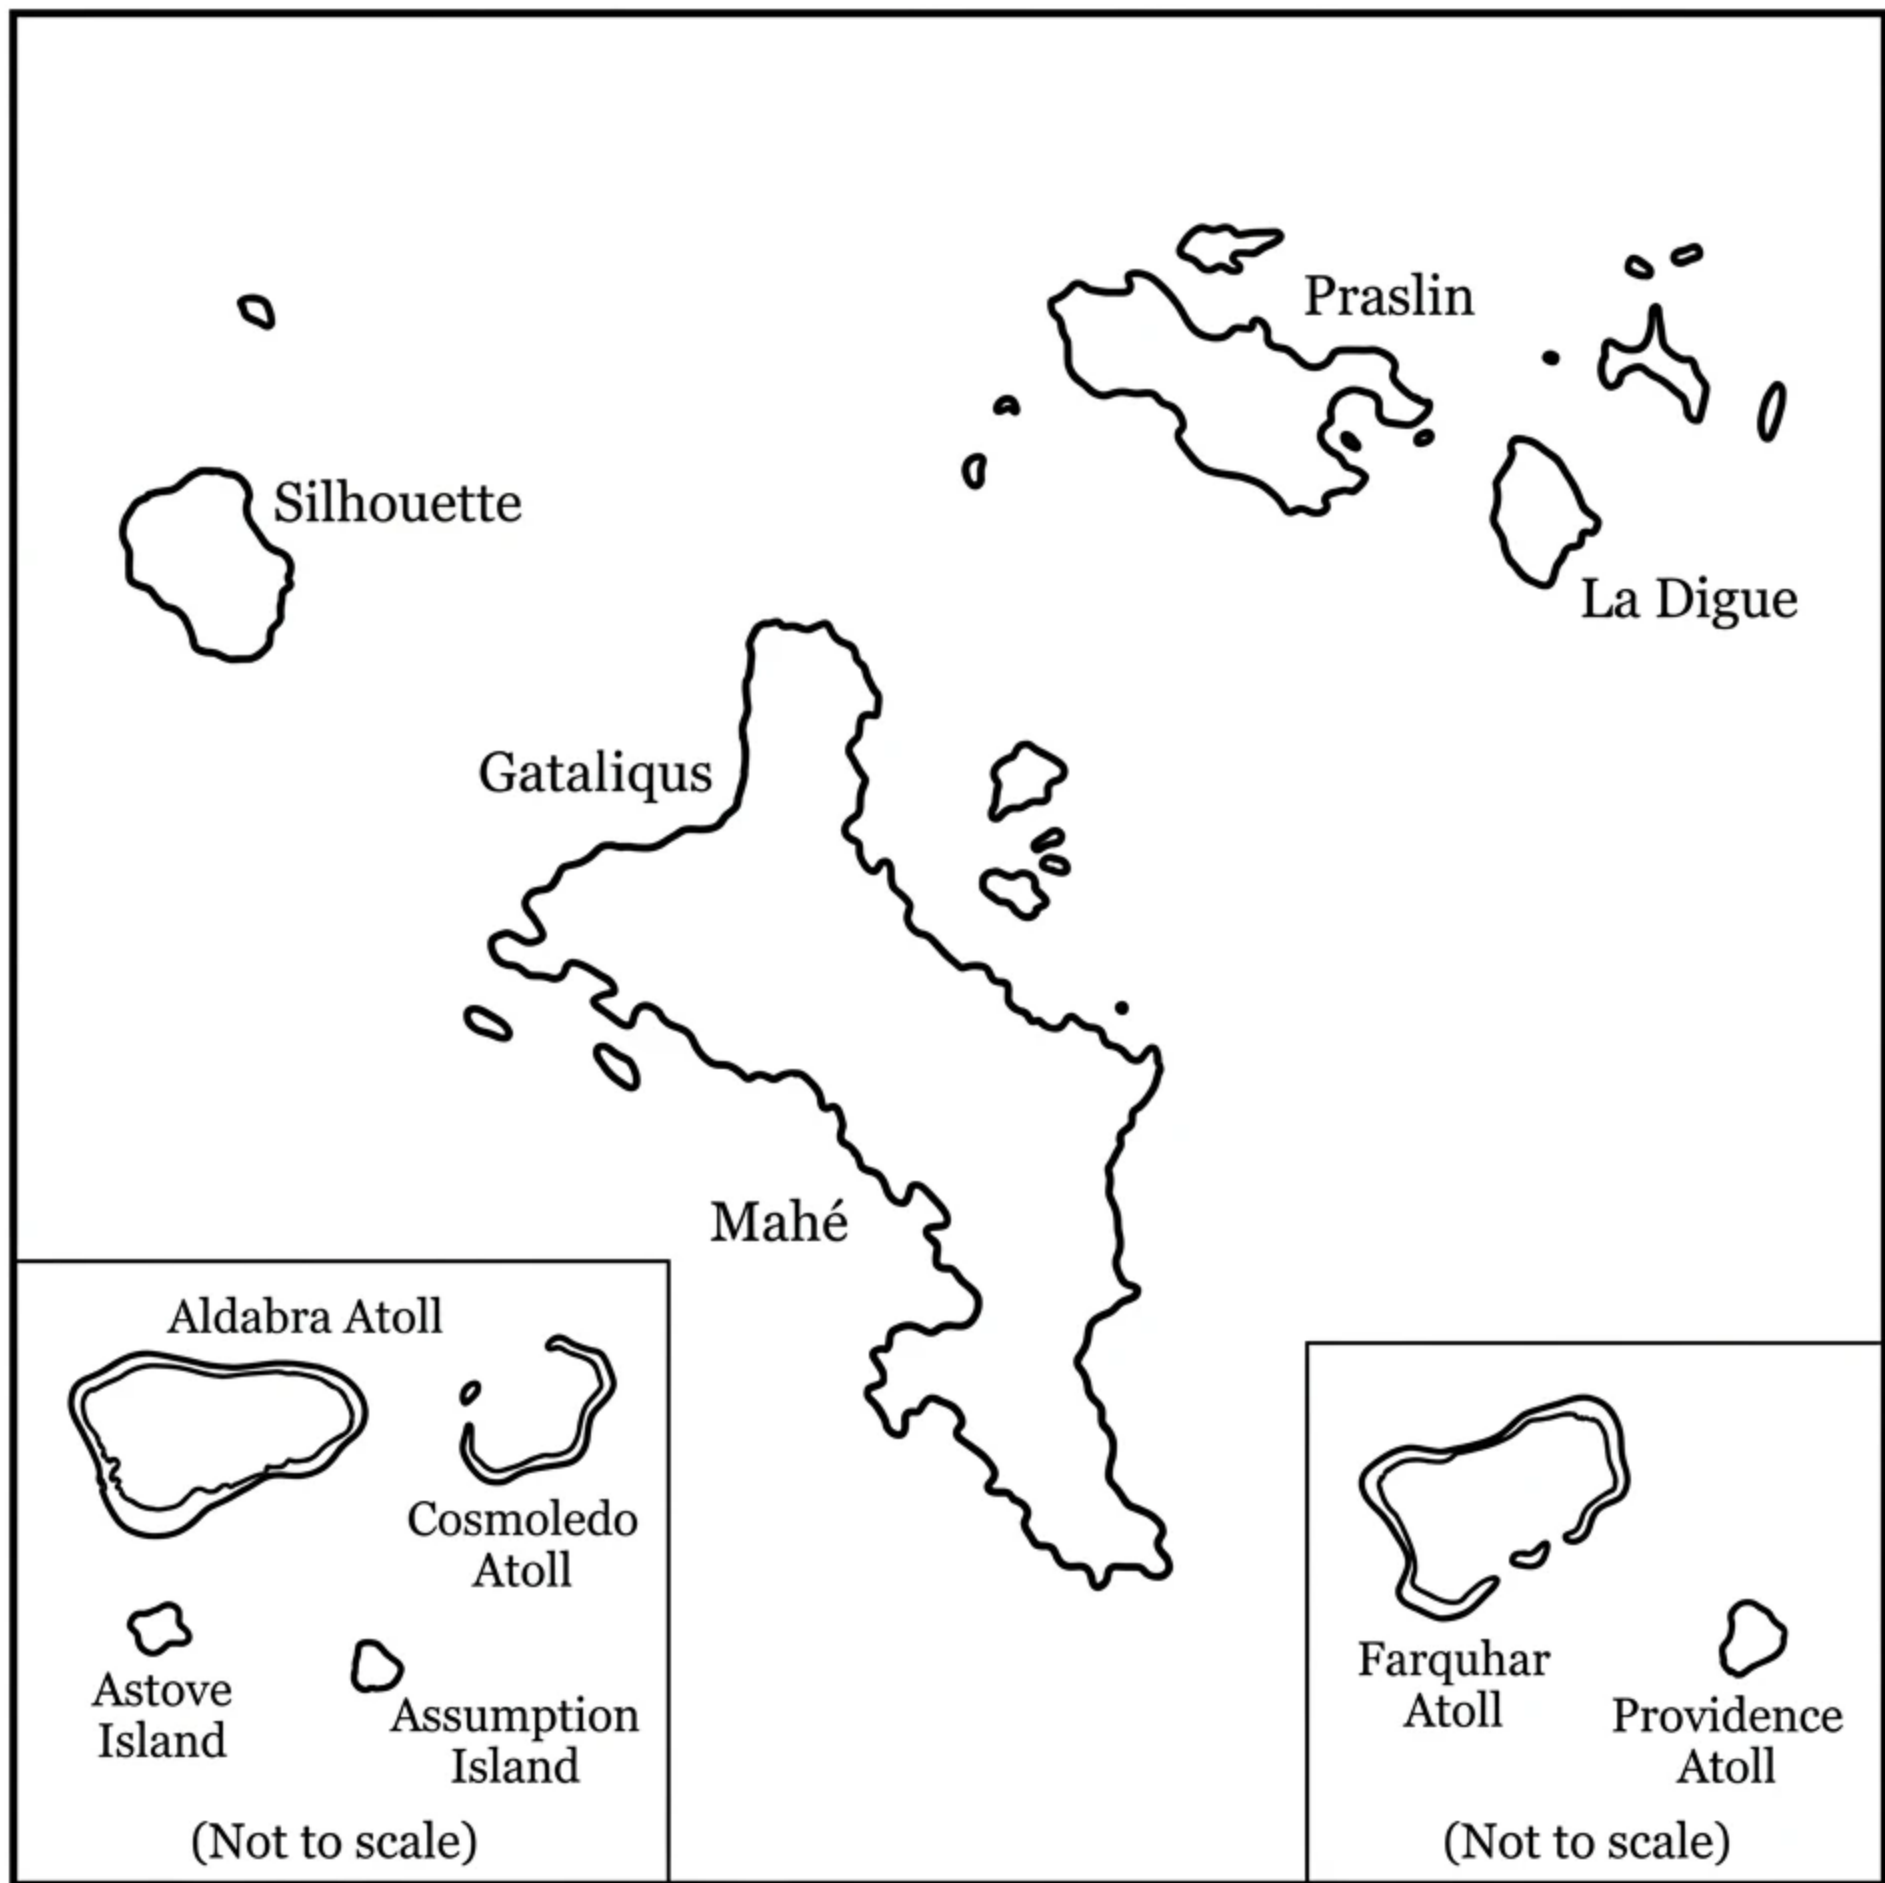 Praslin
Silhouette
La Digue
Gataliqus
Mahé
Aldabra Atoll
Cosmoledo
Atoll
Astove
Island
Assumption
Island
(Not to scale)
Farquhar
Atoll
Providence
Atoll
(Not to scale)